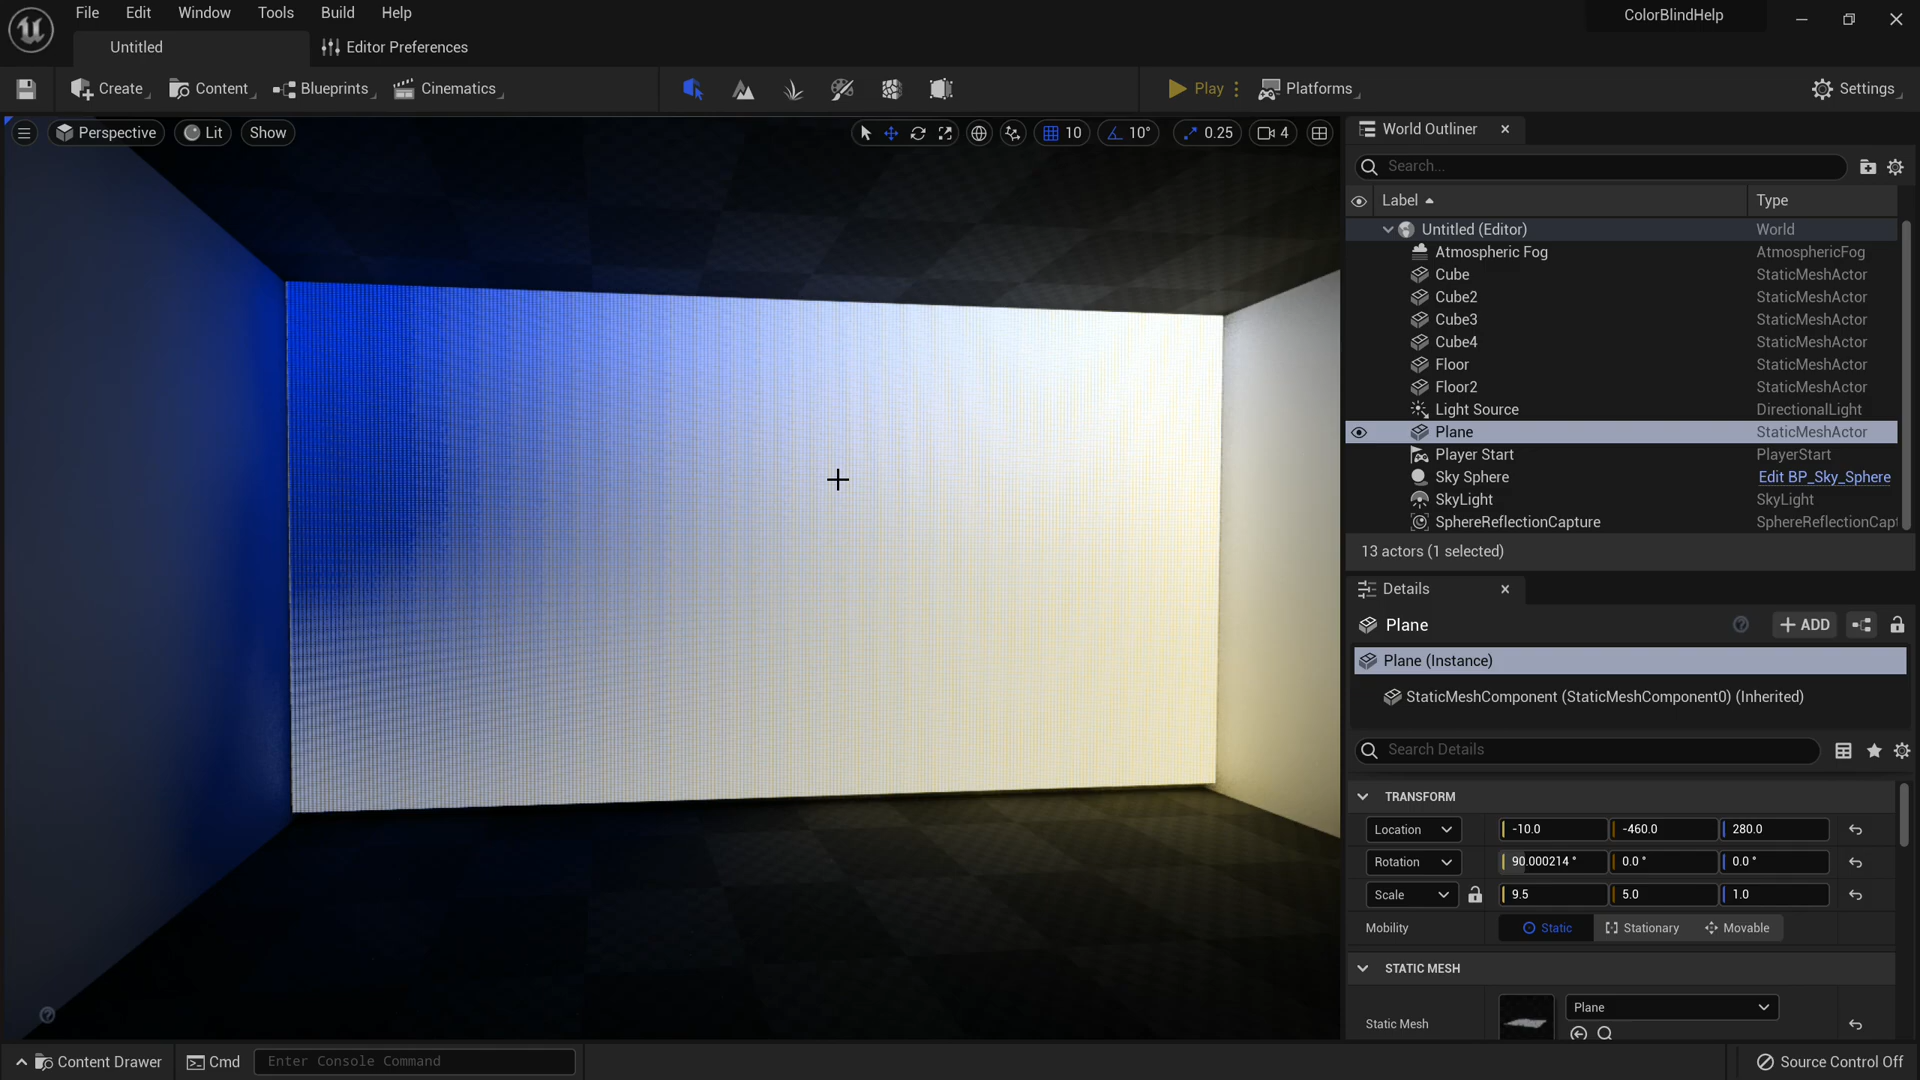 File Edit Window Tools Build Help
ColorBlindHelp
Untitled
Editor Preferences
Create
Content
Blueprints
Cinematics
Play
Platforms
Settings
Perspective
Lit
Show
10
10°
0.25
4
World Outliner
Search...
Label
Type
Untitled (Editor) World
Atmospheric Fog AtmosphericFog
Cube StaticMeshActor
Cube2 StaticMeshActor
Cube3 StaticMeshActor
Cube4 StaticMeshActor
Floor StaticMeshActor
Floor2 StaticMeshActor
Light Source DirectionalLight
Plane StaticMeshActor
Player Start PlayerStart
Sky Sphere Edit BP_Sky_Sphere
SkyLight SkyLight
SphereReflectionCapture SphereReflectionCapt
13 actors (1 selected)
Details
Plane
+ ADD
Plane (Instance)
StaticMeshComponent (StaticMeshComponent0) (Inherited)
Search Details
TRANSFORM
Location -10.0 -460.0 280.0
Rotation 90.000214 ° 0.0 ° 0.0 °
Scale 9.5 5.0 1.0
Mobility Static Stationary Movable
STATIC MESH
Static Mesh Plane
Content Drawer
Cmd
Enter Console Command
Source Control Off